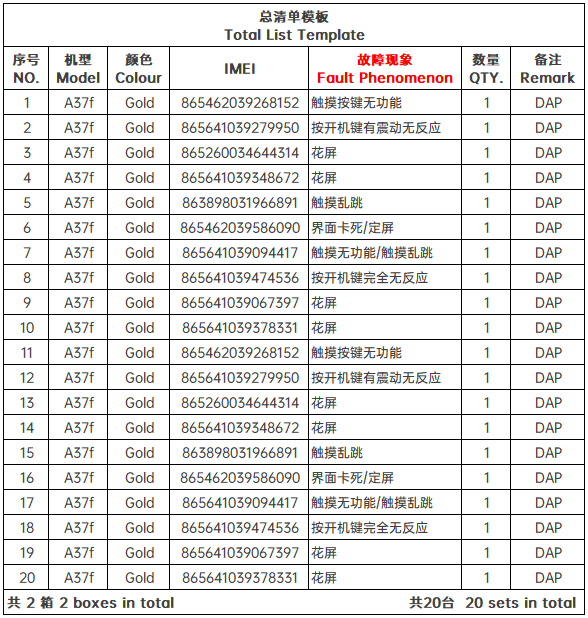 总清单模板
Total List Template
序号 机型 颜色 IMEI 故障现象 数量 备注
NO. Model Colour Fault Phenomenon QTY. Remark
1 A37f Gold 865462039268152 触摸按键无功能 1 DAP
2 A37f Gold 865641039279950 按开机键有震动无反应 1 DAP
3 A37f Gold 865260034644314 花屏 1 DAP
4 A37f Gold 865641039348672 花屏 1 DAP
5 A37f Gold 863898031966891 触摸乱跳 1 DAP
6 A37f Gold 865462039586090 界面卡死/定屏 1 DAP
7 A37f Gold 865641039094417 触摸无功能/触摸乱跳 1 DAP
8 A37f Gold 865641039474536 按开机键完全无反应 1 DAP
9 A37f Gold 865641039067397 花屏 1 DAP
10 A37f Gold 865641039378331 花屏 1 DAP
11 A37f Gold 865462039268152 触摸按键无功能 1 DAP
12 A37f Gold 865641039279950 按开机键有震动无反应 1 DAP
13 A37f Gold 865260034644314 花屏 1 DAP
14 A37f Gold 865641039348672 花屏 1 DAP
15 A37f Gold 863898031966891 触摸乱跳 1 DAP
16 A37f Gold 865462039586090 界面卡死/定屏 1 DAP
17 A37f Gold 865641039094417 触摸无功能/触摸乱跳 1 DAP
18 A37f Gold 865641039474536 按开机键完全无反应 1 DAP
19 A37f Gold 865641039067397 花屏 1 DAP
20 A37f Gold 865641039378331 花屏 1 DAP
共 2 箱 2 boxes in total 共20台 20 sets in total